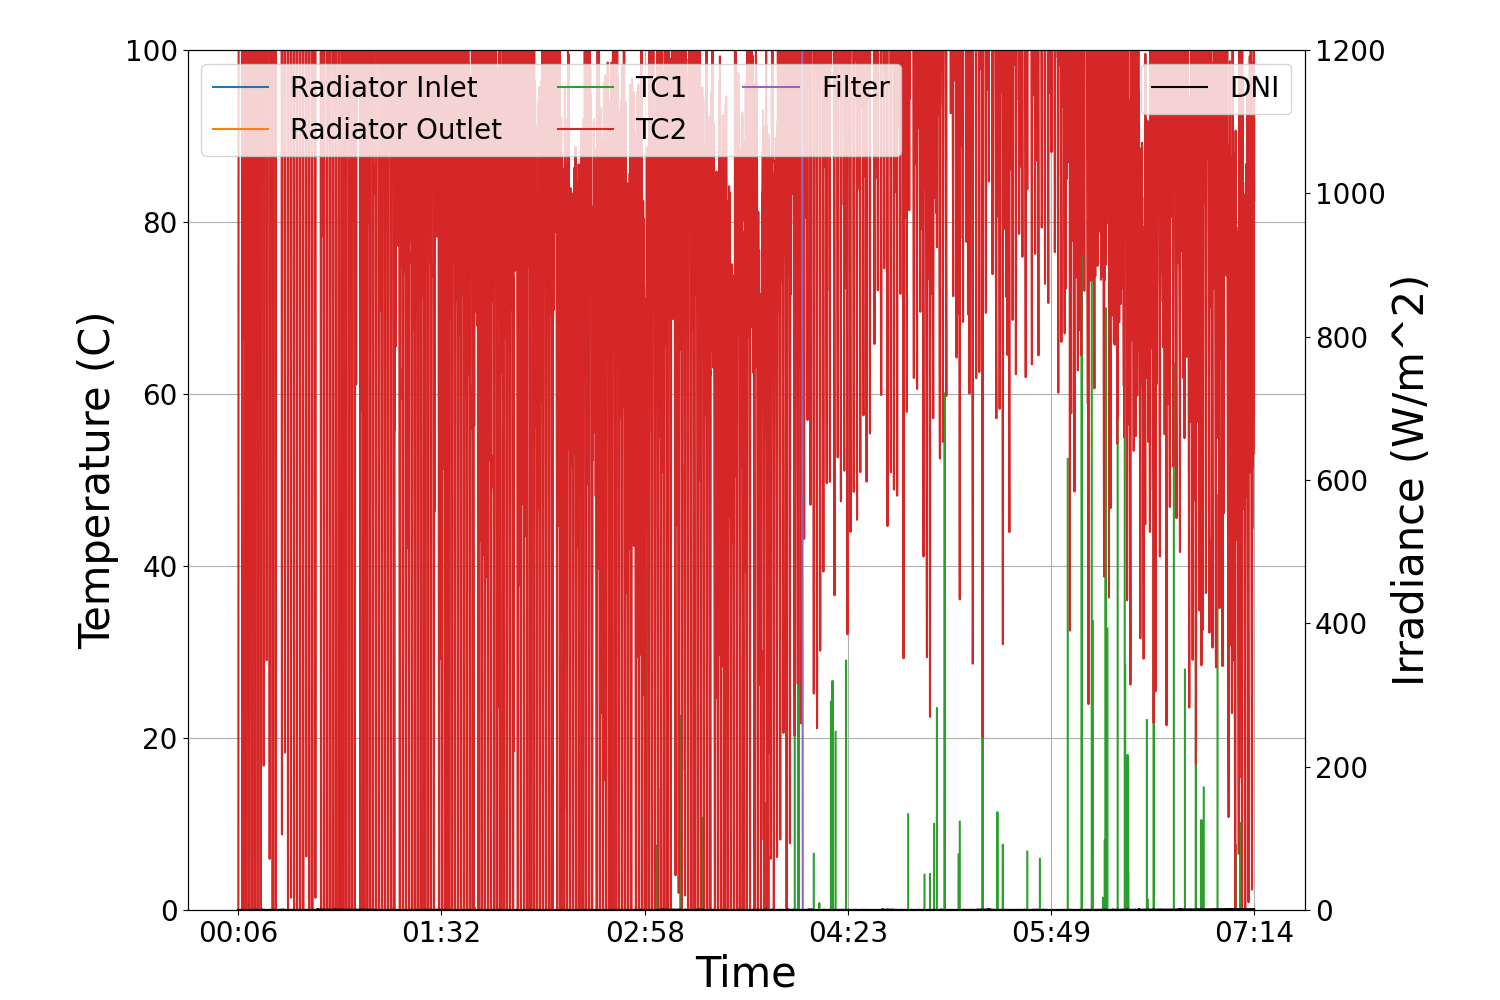 100
80
60
40
20
0
Temperature (C)
Radiator Inlet
Radiator Outlet
TC1
TC2
Filter
DNI
1200
1000
800
600
400
200
0
Irradiance (W/m^2)
00:06 01:32 02:58 04:23 05:49 07:14
Time